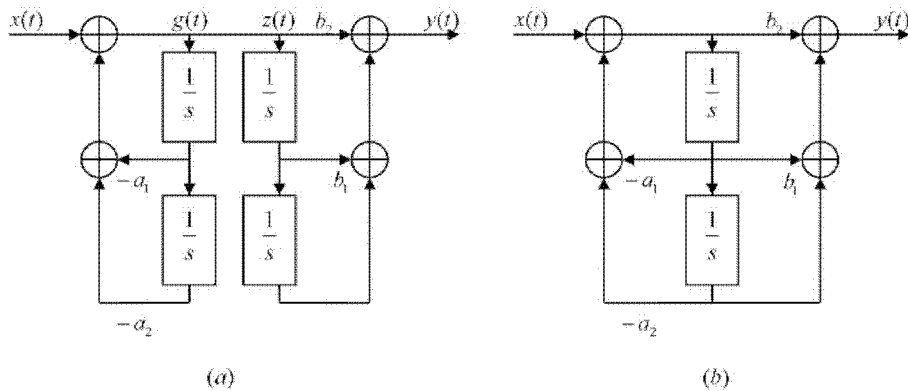 x(t) g(t) z(t) b₂ y(t)
1/s 1/s
-a₁ b₁
1/s 1/s
-a₂
(a)
x(t) b₂ y(t)
1/s
-a₁ b₁
1/s
-a₂
(b)